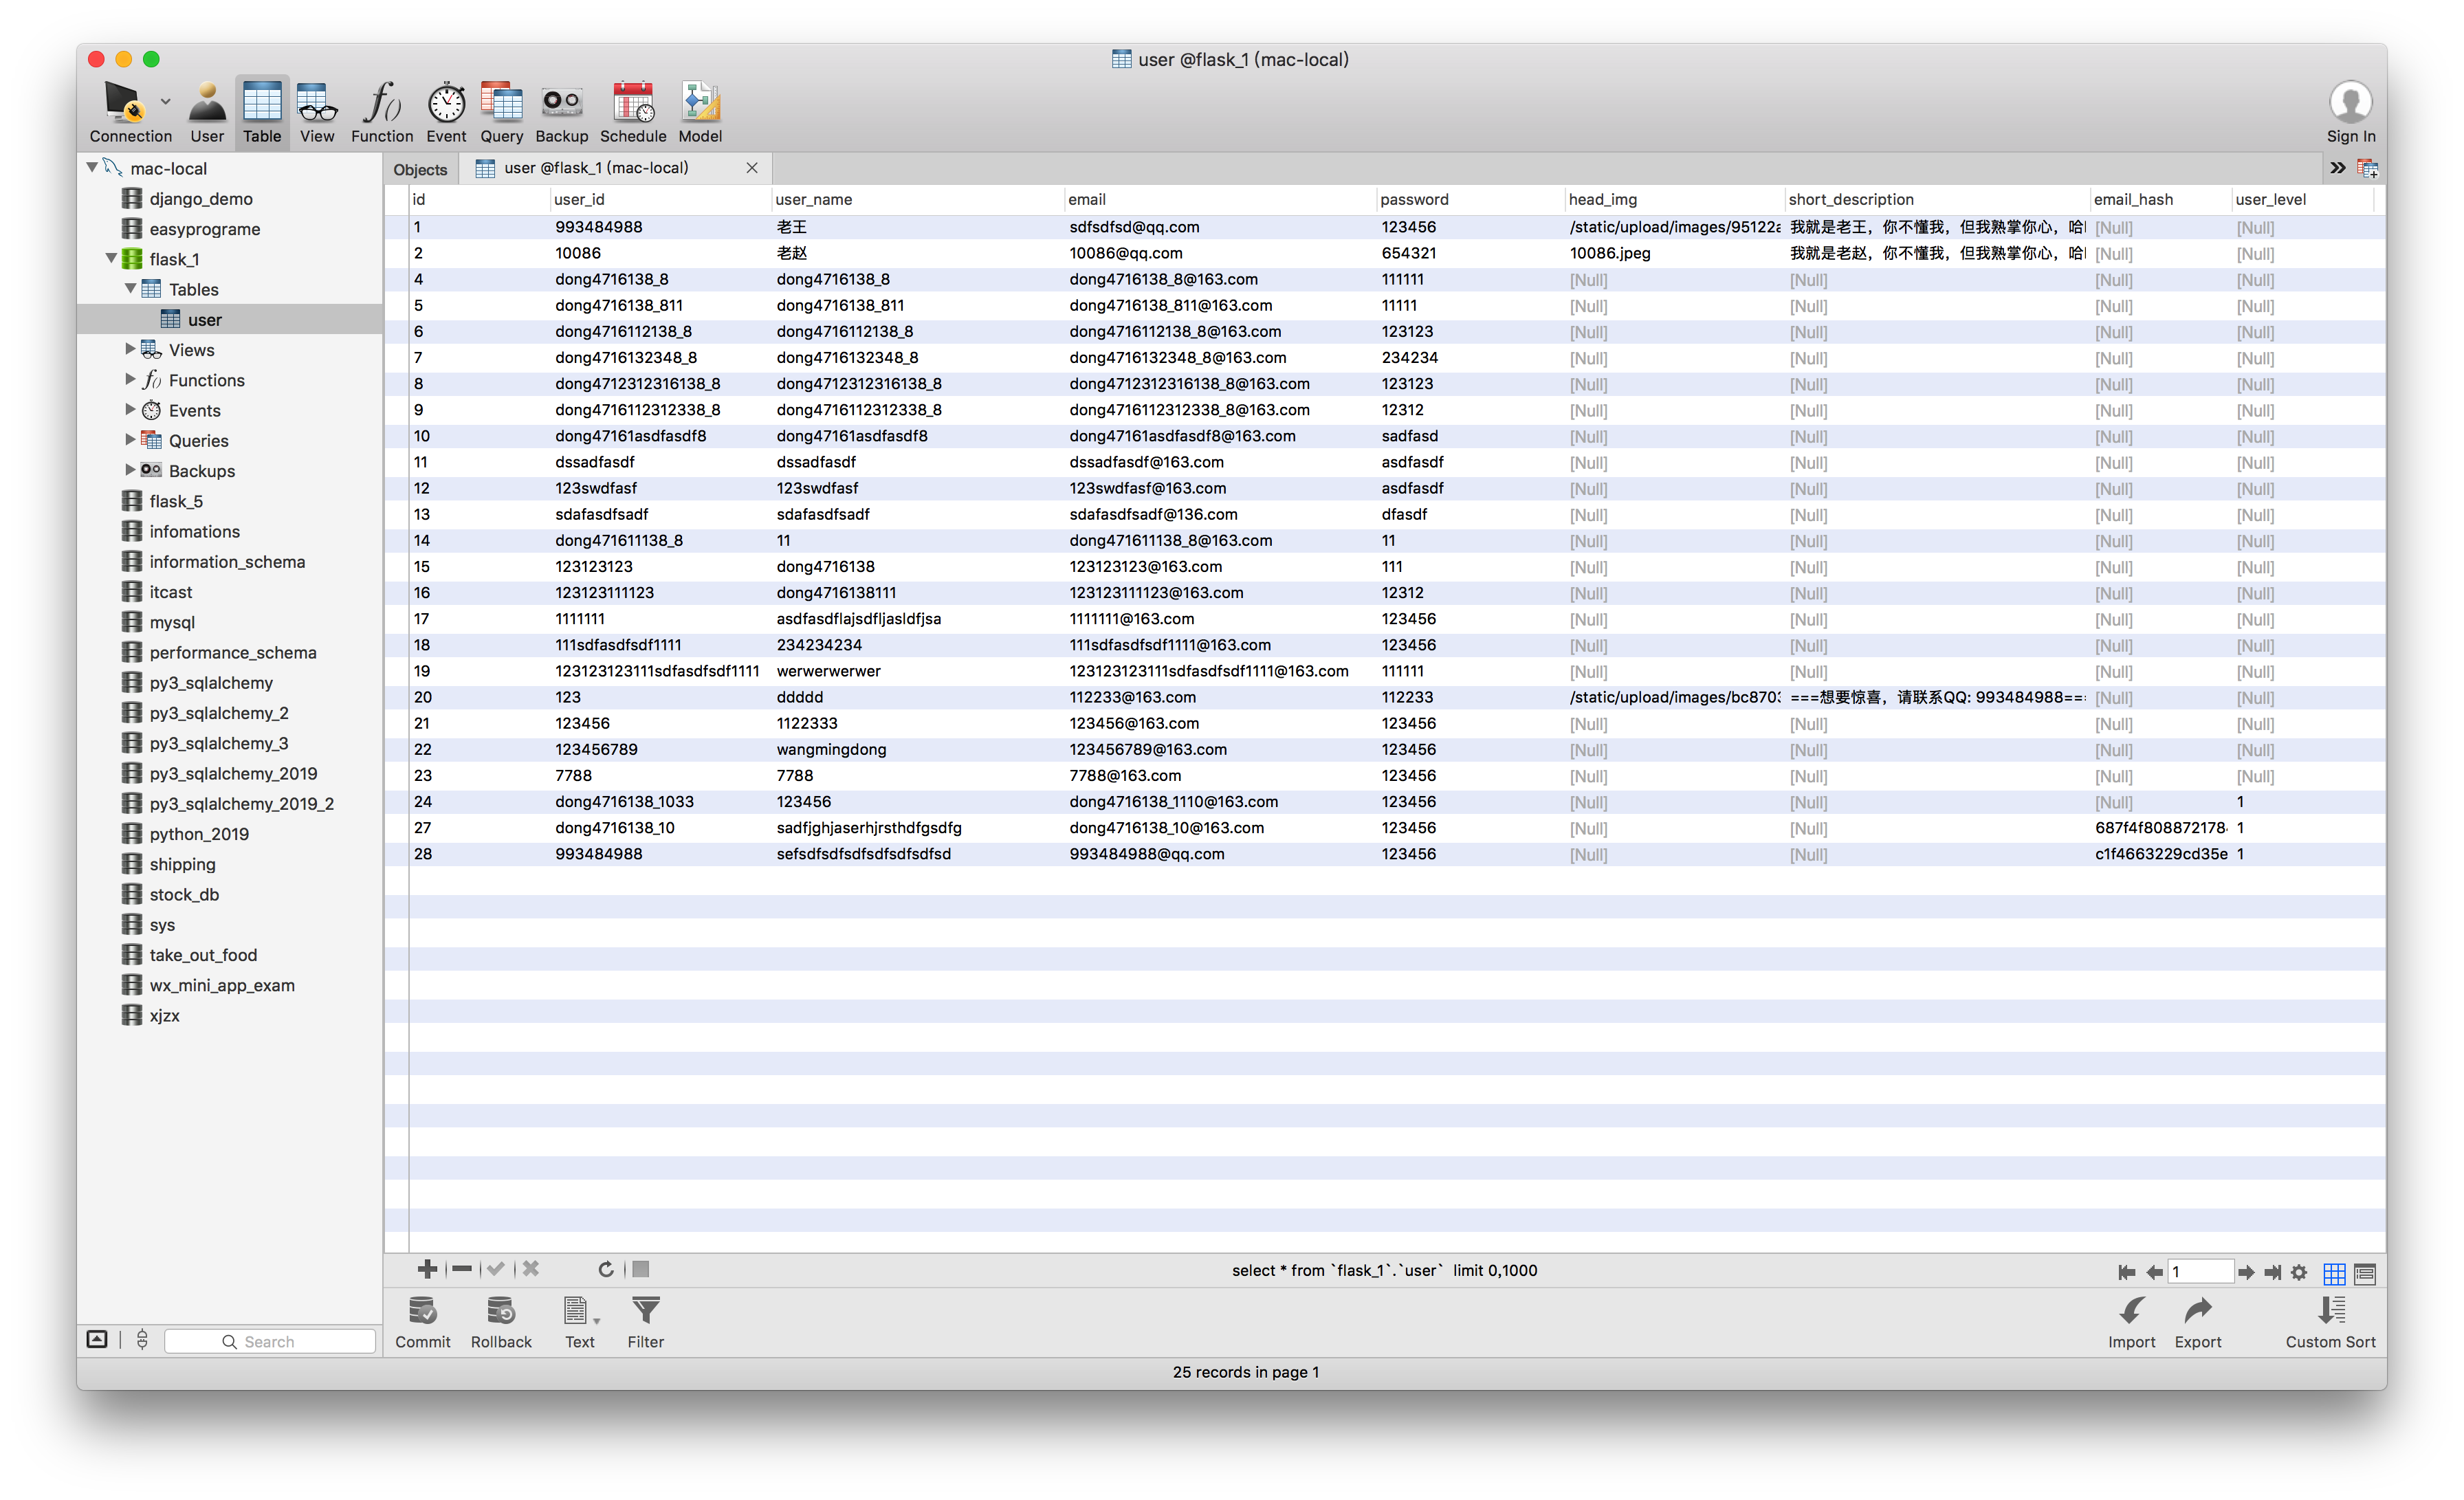 user @flask_1 (mac-local)
Connection User Table View Function Event Query Backup Schedule Model Sign In
mac-local
django_demo
easyprograme
flask_1
Tables
user
Views
Functions
Events
Queries
Backups
flask_5
infomations
information_schema
itcast
mysql
performance_schema
py3_sqlalchemy
py3_sqlalchemy_2
py3_sqlalchemy_3
py3_sqlalchemy_2019
py3_sqlalchemy_2019_2
python_2019
shipping
stock_db
sys
take_out_food
wx_mini_app_exam
xjzx
Search
Objects user @flask_1 (mac-local)
id user_id user_name email password head_img short_description email_hash user_level
1 993484988 老王 sdfsdfsd@qq.com 123456 /static/upload/images/95122a 我就是老王，你不懂我，但我熟掌你心，哈 [Null] [Null]
2 10086 老赵 10086@qq.com 654321 10086.jpeg 我就是老赵，你不懂我，但我熟掌你心，哈 [Null] [Null]
4 dong4716138_8 dong4716138_8 dong4716138_8@163.com 111111 [Null] [Null] [Null] [Null]
5 dong4716138_811 dong4716138_811 dong4716138_811@163.com 11111 [Null] [Null] [Null] [Null]
6 dong4716112138_8 dong4716112138_8 dong4716112138_8@163.com 123123 [Null] [Null] [Null] [Null]
7 dong4716132348_8 dong4716132348_8 dong4716132348_8@163.com 234234 [Null] [Null] [Null] [Null]
8 dong4712312316138_8 dong4712312316138_8 dong4712312316138_8@163.com 123123 [Null] [Null] [Null] [Null]
9 dong4716112312338_8 dong4716112312338_8 dong4716112312338_8@163.com 12312 [Null] [Null] [Null] [Null]
10 dong47161asdfasdf8 dong47161asdfasdf8 dong47161asdfasdf8@163.com sadfasd [Null] [Null] [Null] [Null]
11 dssadfasdf dssadfasdf dssadfasdf@163.com asdfasdf [Null] [Null] [Null] [Null]
12 123swdfasf 123swdfasf 123swdfasf@163.com asdfasdf [Null] [Null] [Null] [Null]
13 sdafasdfsadf sdafasdfsadf sdafasdfsadf@136.com dfasdf [Null] [Null] [Null] [Null]
14 dong471611138_8 11 dong471611138_8@163.com 11 [Null] [Null] [Null] [Null]
15 123123123 dong4716138 123123123@163.com 111 [Null] [Null] [Null] [Null]
16 123123111123 dong4716138111 123123111123@163.com 12312 [Null] [Null] [Null] [Null]
17 1111111 asdfasdflajsdfljasldfjsa 1111111@163.com 123456 [Null] [Null] [Null] [Null]
18 111sdfasdfsdf1111 234234234 111sdfasdfsdf1111@163.com 123456 [Null] [Null] [Null] [Null]
19 123123123111sdfasdfsdf1111 werwerwerwer 123123123111sdfasdfsdf1111@163.com 111111 [Null] [Null] [Null] [Null]
20 123 ddddd 112233@163.com 112233 /static/upload/images/bc8703 ===想要惊喜，请联系QQ: 993484988== [Null] [Null]
21 123456 1122333 123456@163.com 123456 [Null] [Null] [Null] [Null]
22 123456789 wangmingdong 123456789@163.com 123456 [Null] [Null] [Null] [Null]
23 7788 7788 7788@163.com 123456 [Null] [Null] [Null] [Null]
24 dong4716138_1033 123456 dong4716138_1110@163.com 123456 [Null] [Null] [Null] 1
27 dong4716138_10 sadfjghjaserhjrsthdfgsdfg dong4716138_10@163.com 123456 [Null] [Null] 687f4f808872178 1
28 993484988 sefsdfsdfsdfsdfsdfsdfsd 993484988@qq.com 123456 [Null] [Null] c1f4663229cd35e 1
select * from `flask_1`.`user` limit 0,1000
1
Commit Rollback Text Filter Import Export Custom Sort
25 records in page 1